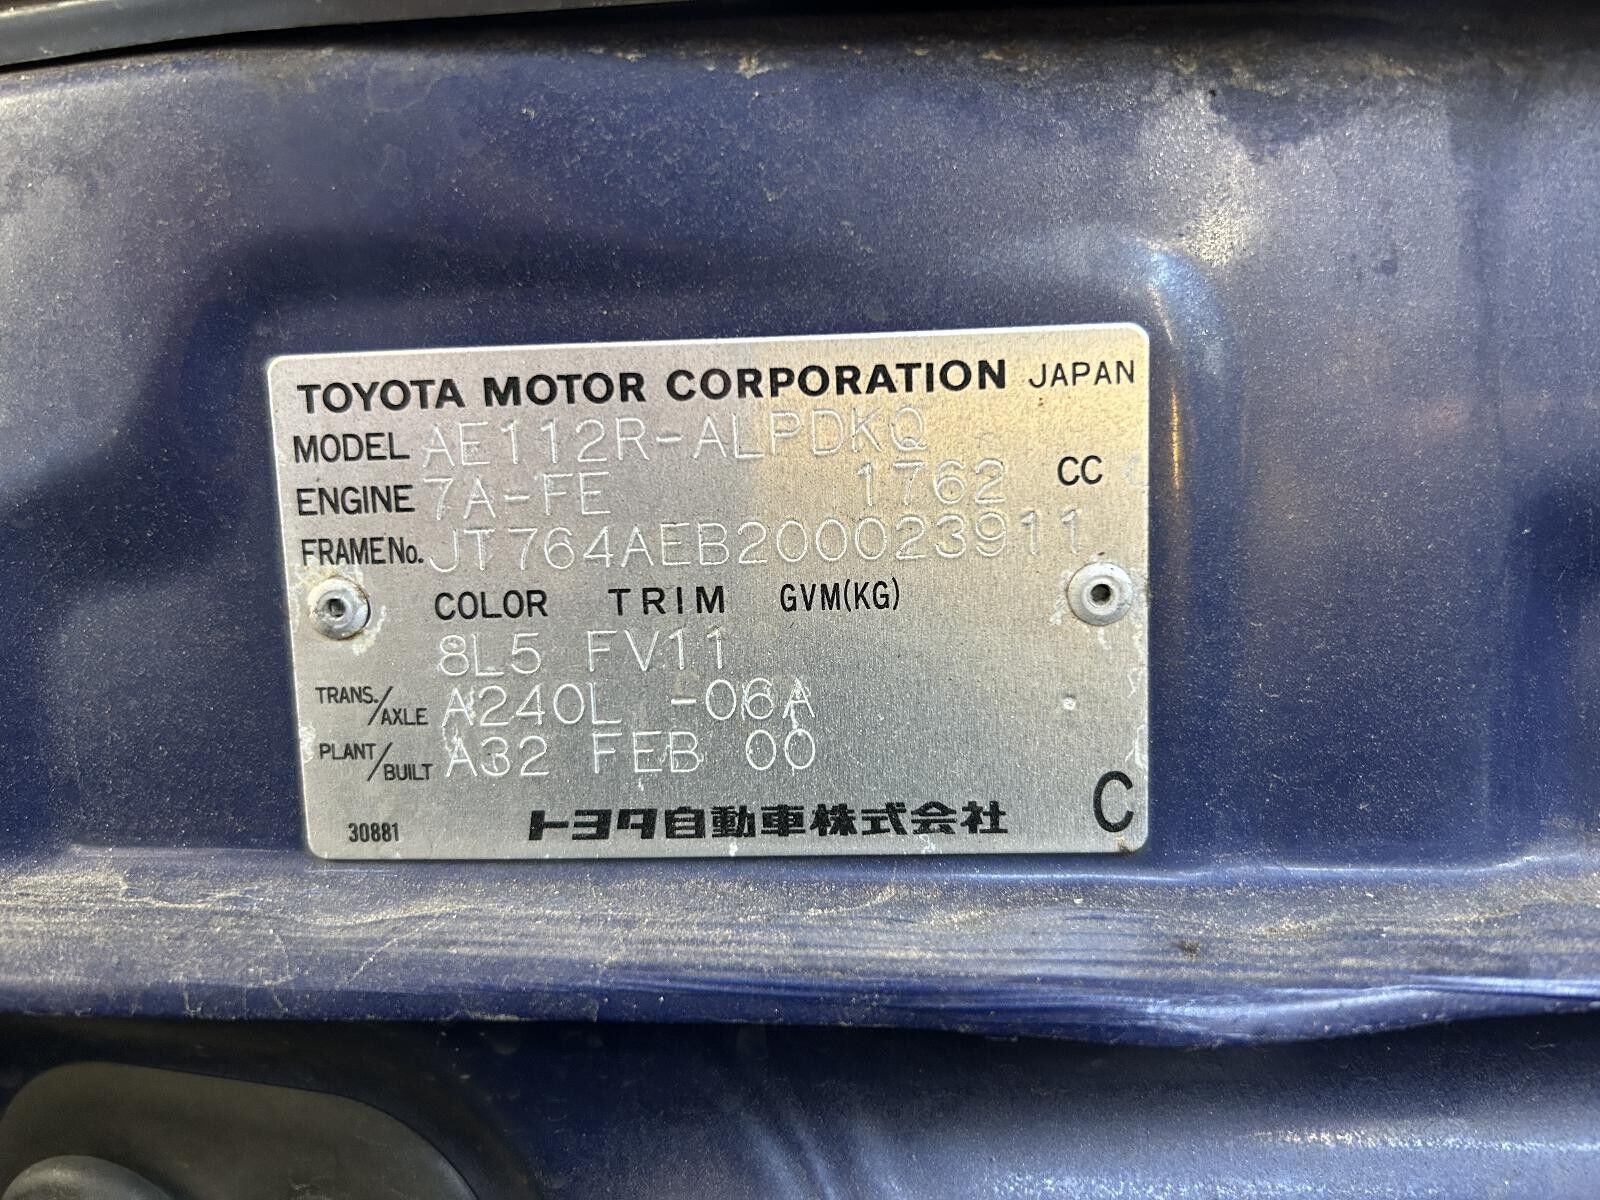 TOYOTA MOTOR CORPORATION JAPAN
MODEL AE112R-ALPDKQ
ENGINE 7A-FE 1762 CC
FRAME No. JT764AEB200023911
COLOR TRIM GVM(KG)
8L5 FV11
TRANS./AXLE A240L -06A
PLANT/BUILT A32 FEB 00
30881 トヨタ自動車株式会社 C